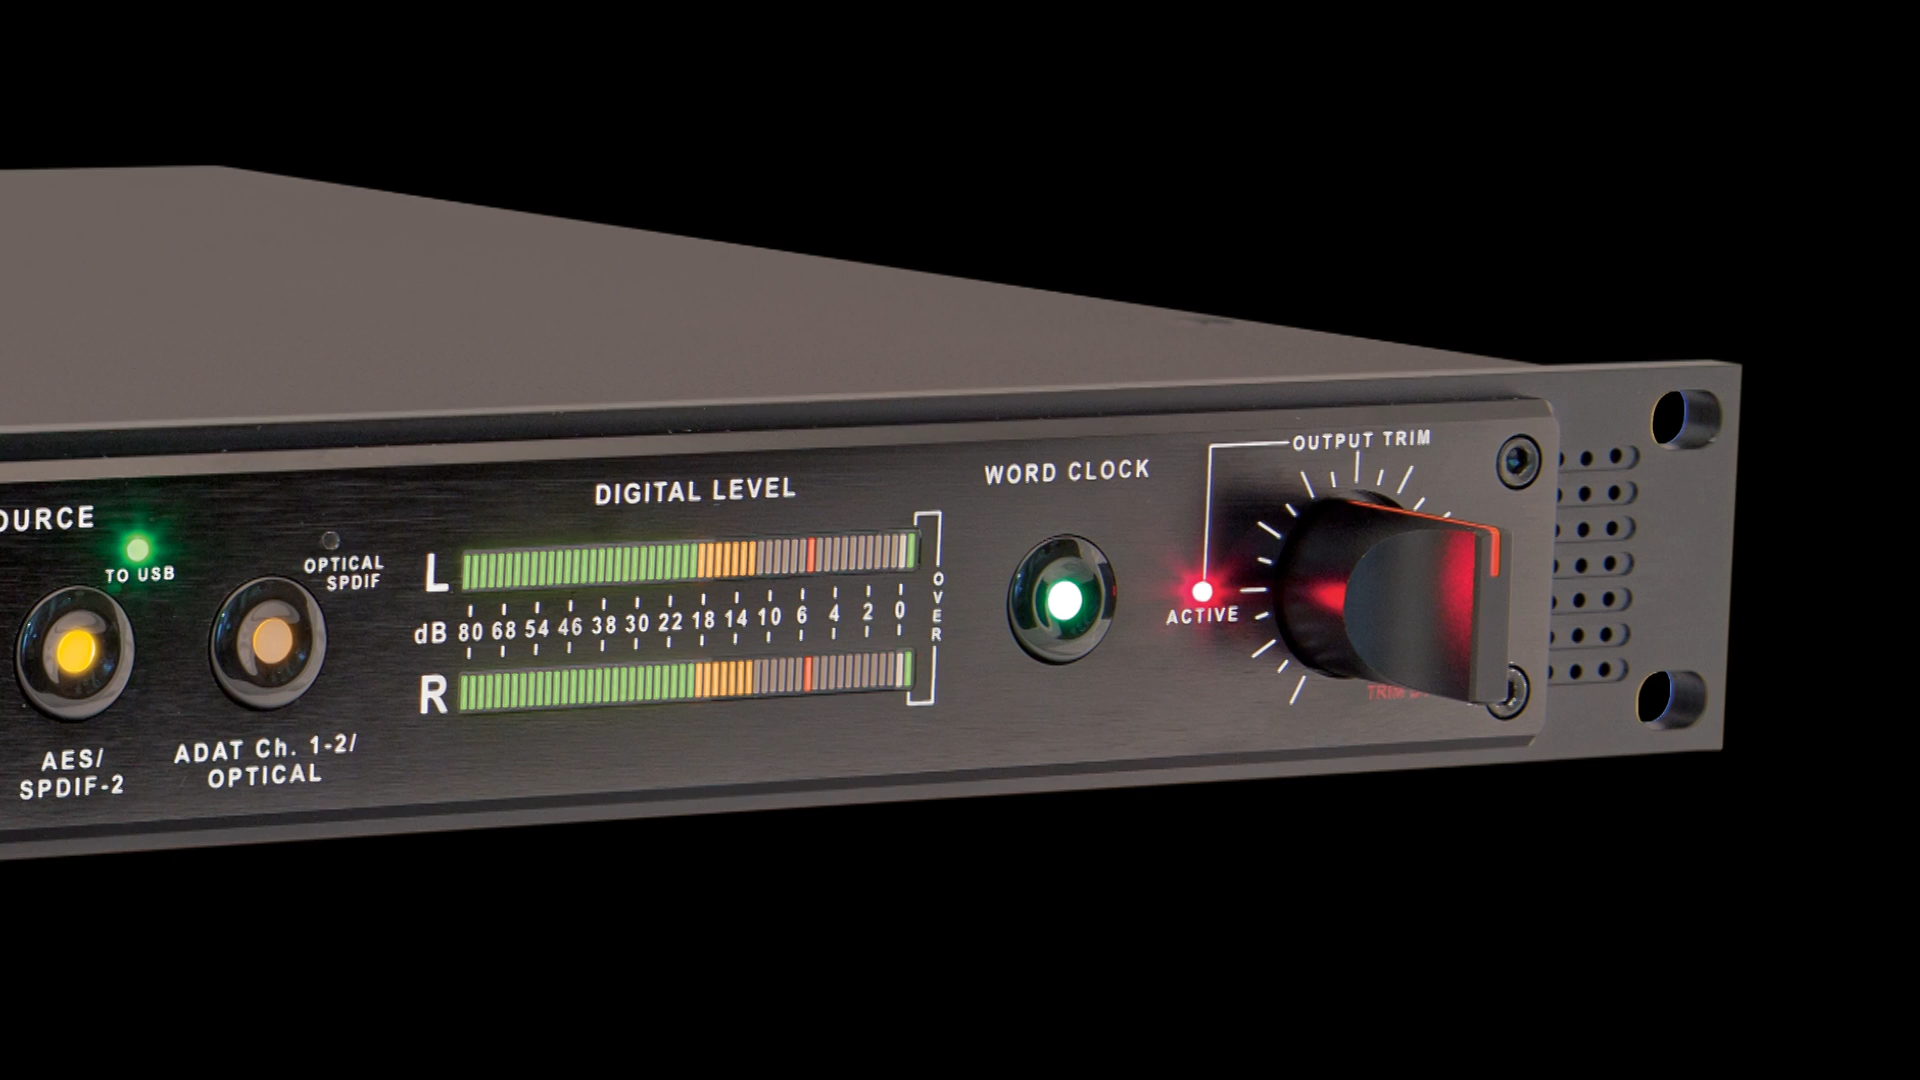 OURCE
TO USB
OPTICAL
SPDIF
AES/
SPDIF-2
ADAT Ch. 1-2/
OPTICAL
DIGITAL LEVEL
L
dB 80 68 54 46 38 30 22 18 14 10 6 4 2 0
R
OVER
WORD CLOCK
OUTPUT TRIM
ACTIVE
TRIM